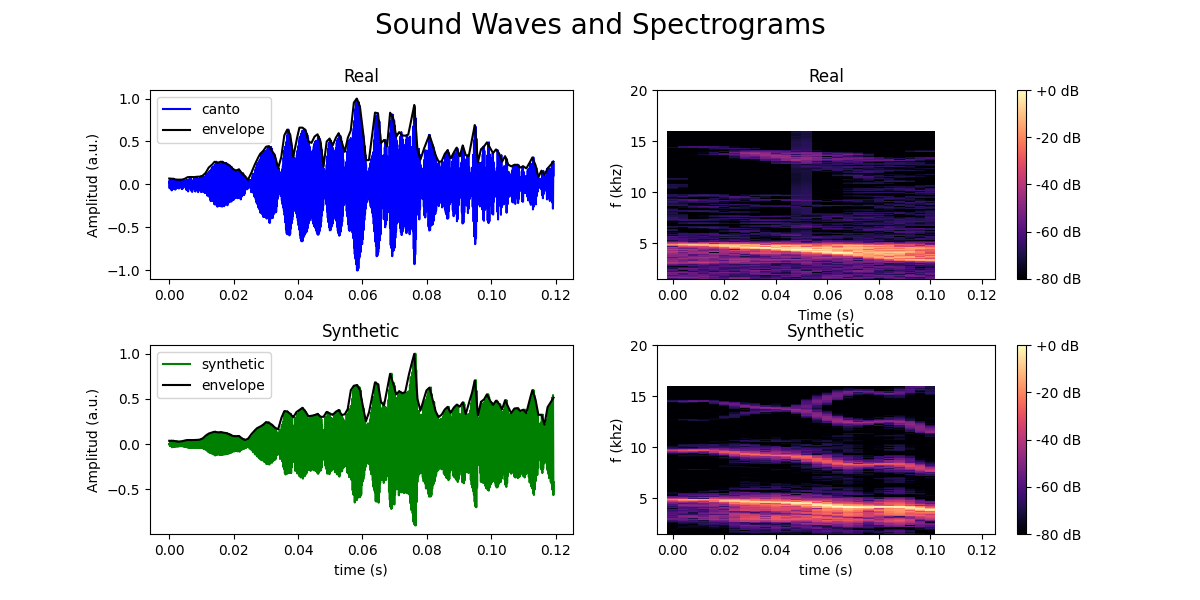 Sound Waves and Spectrograms
Real
canto
envelope
Amplitud (a.u.)
1.0
0.5
0.0
−0.5
−1.0
0.00 0.02 0.04 0.06 0.08 0.10 0.12
Real
f (khz)
20
15
10
5
0.00 0.02 0.04 0.06 0.08 0.10 0.12
Time (s)
+0 dB
-20 dB
-40 dB
-60 dB
-80 dB
Synthetic
synthetic
envelope
Amplitud (a.u.)
1.0
0.5
0.0
−0.5
0.00 0.02 0.04 0.06 0.08 0.10 0.12
time (s)
Synthetic
f (khz)
20
15
10
5
0.00 0.02 0.04 0.06 0.08 0.10 0.12
time (s)
+0 dB
-20 dB
-40 dB
-60 dB
-80 dB